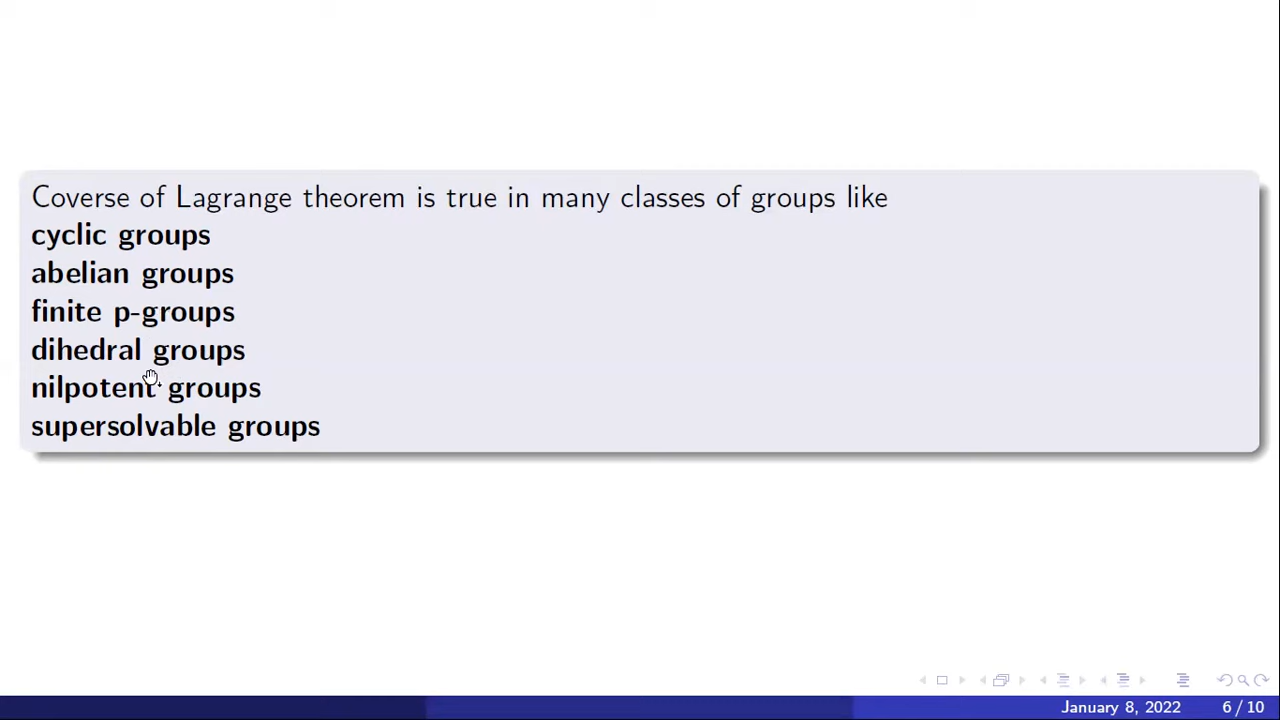 Coverse of Lagrange theorem is true in many classes of groups like
cyclic groups
abelian groups
finite p-groups
dihedral groups
nilpotent groups
supersolvable groups
January 8, 2022 6 / 10